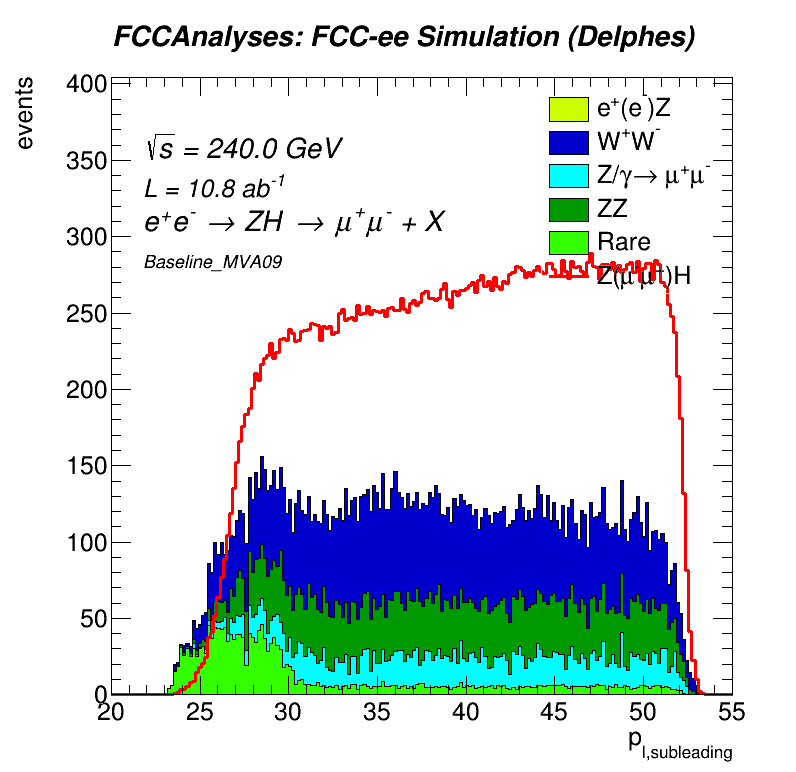 FCCAnalyses: FCC-ee Simulation (Delphes)
events
400
350
300
250
200
150
100
50
0
√s = 240.0 GeV
L = 10.8 ab⁻¹
e⁺e⁻ → ZH → μ⁺μ⁻ + X
Baseline_MVA09
e⁺(e⁻)Z
W⁺W⁻
Z/γ→ μ⁺μ⁻
ZZ
Rare
Z(μ⁻μ⁺)H
20 25 30 35 40 45 50 55
p_l,subleading